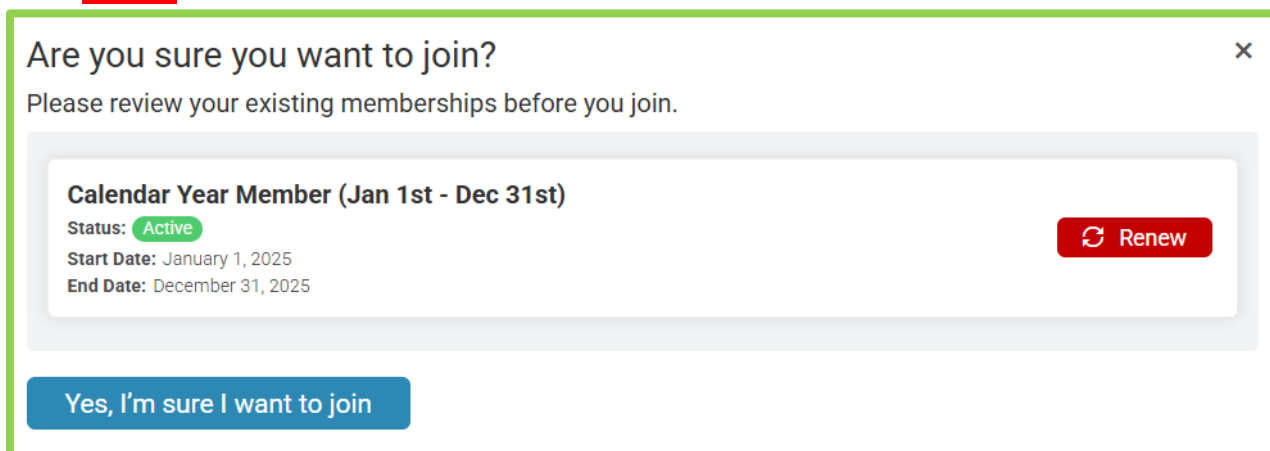 Are you sure you want to join?
×
Please review your existing memberships before you join.
Calendar Year Member (Jan 1st - Dec 31st)
Status: Active
Start Date: January 1, 2025
End Date: December 31, 2025
Renew
Yes, I’m sure I want to join